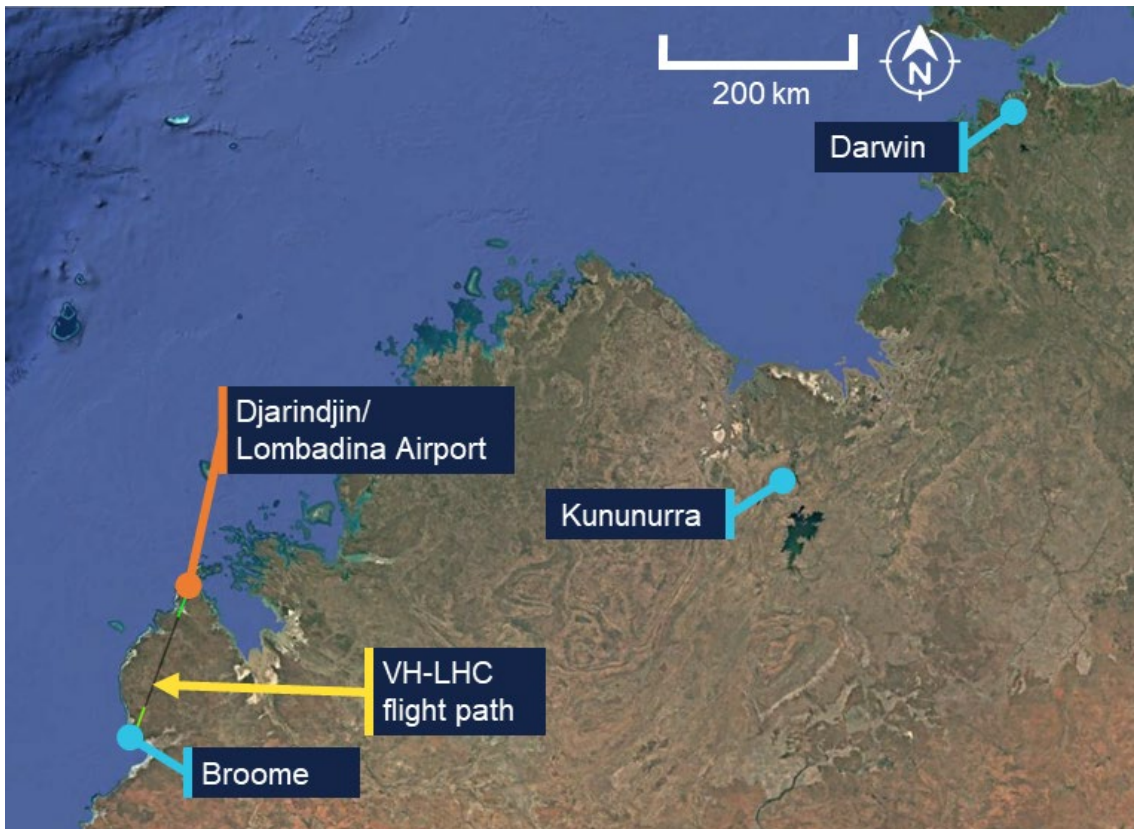 200 km
N
Darwin
Djarindjin/
Lombadina Airport
Kununurra
VH-LHC
flight path
Broome